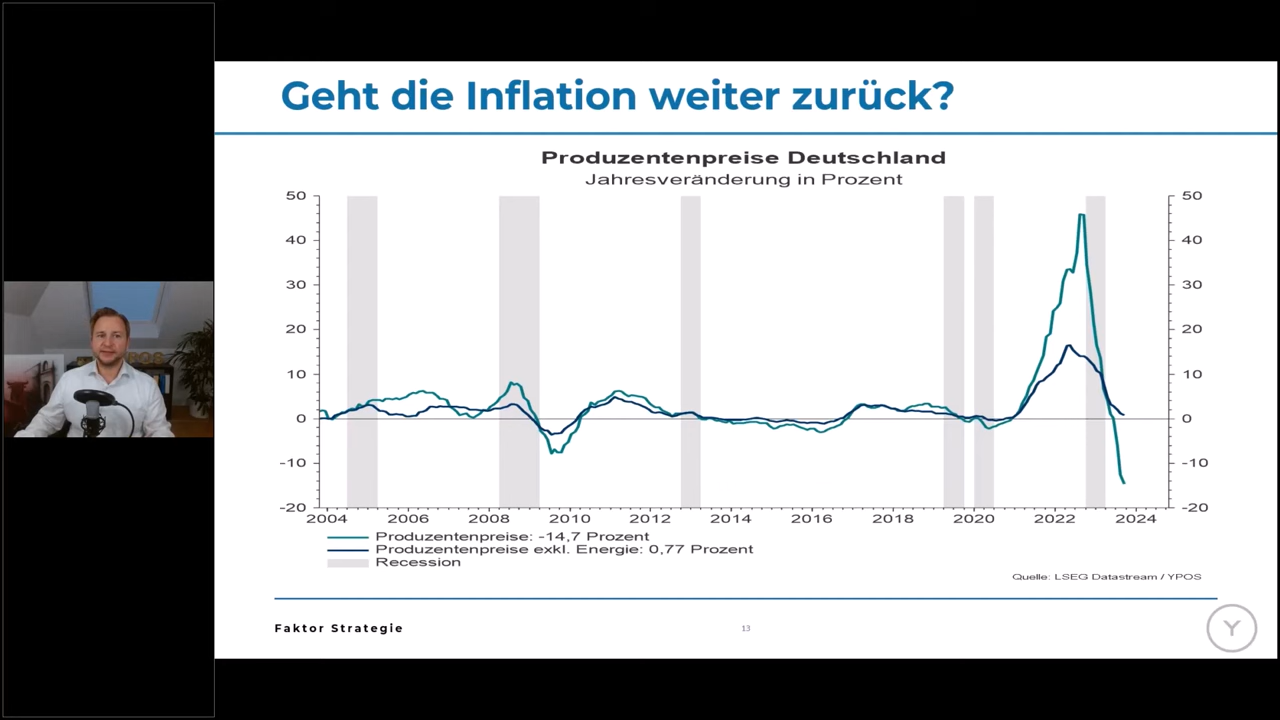 Geht die Inflation weiter zurück?
Produzentenpreise Deutschland
Jahresveränderung in Prozent
50 50
40 40
30 30
20 20
10 10
0 0
-10 -10
-20 -20
2004 2006 2008 2010 2012 2014 2016 2018 2020 2022 2024
Produzentenpreise: -14,7 Prozent
Produzentenpreise exkl. Energie: 0,77 Prozent
Recession
Quelle: LSEG Datastream / YPOS
Faktor Strategie
13
Y